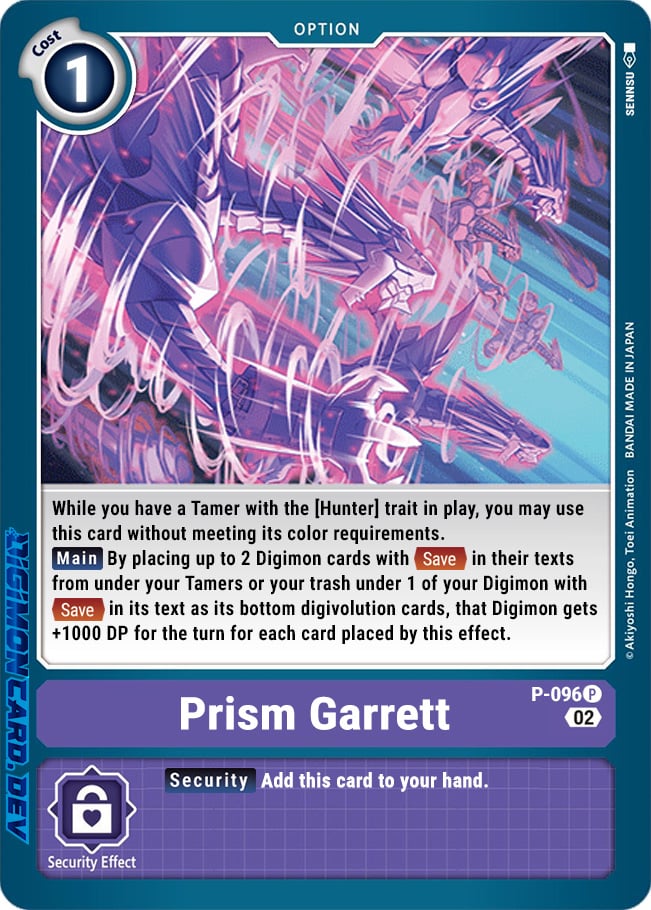 OPTION
Cost
1
SENNSU
While you have a Tamer with the [Hunter] trait in play, you may use
this card without meeting its color requirements.
Main By placing up to 2 Digimon cards with Save in their texts
from under your Tamers or your trash under 1 of your Digimon with
Save in its text as its bottom digivolution cards, that Digimon gets
+1000 DP for the turn for each card placed by this effect.
© Akiyoshi Hongo, Toei Animation BANDAI MADE IN JAPAN
DIGIMONCARD.DEV
P-096 P
Prism Garrett
02
Security Add this card to your hand.
Security Effect